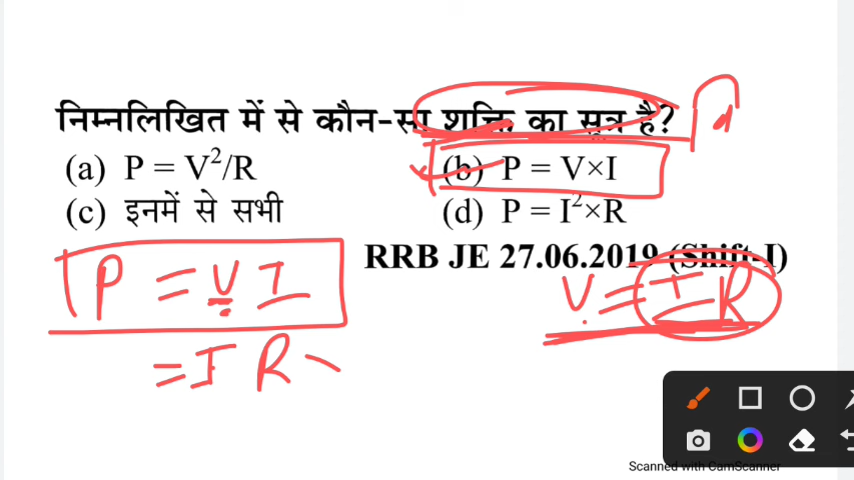 निम्नलिखित में से कौन-सा शक्ति का सूत्र है?
(a) P = V²/R (b) P = V×I
(c) इनमें से सभी (d) P = I²×R
RRB JE 27.06.2019 (Shift-I)
P = V I
V = I R
= I R
Scanned with CamScanner